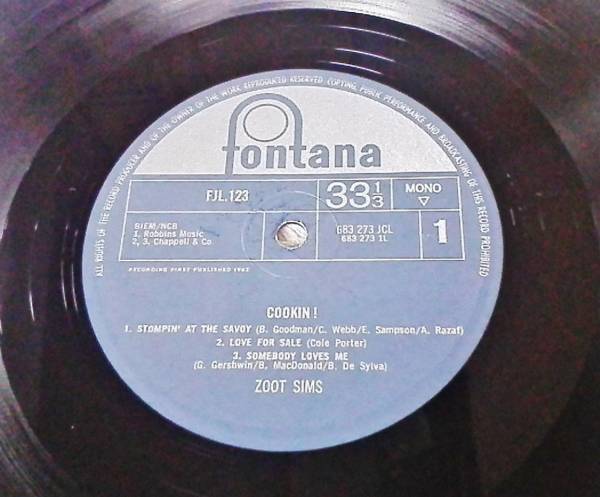 ALL RIGHTS OF THE RECORD PRODUCER AND OF THE OWNER OF THE WORK REPRODUCED RESERVED. COPYING, PUBLIC PERFORMANCE AND BROADCASTING OF THIS RECORD PROHIBITED
fontana
FJL.123
33 1/3
MONO
BIEM/NCB
1. Robbins Music
2, 3. Chappell & Co
683 273 JCL
683 273 1L
1
RECORDING FIRST PUBLISHED 1962
COOKIN !
1. STOMPIN' AT THE SAVOY (B. Goodman/C. Webb/E. Sampson/A. Razaf)
2. LOVE FOR SALE (Cole Porter)
3. SOMEBODY LOVES ME
(G. Gershwin/B. MacDonald/B. De Sylva)
ZOOT SIMS